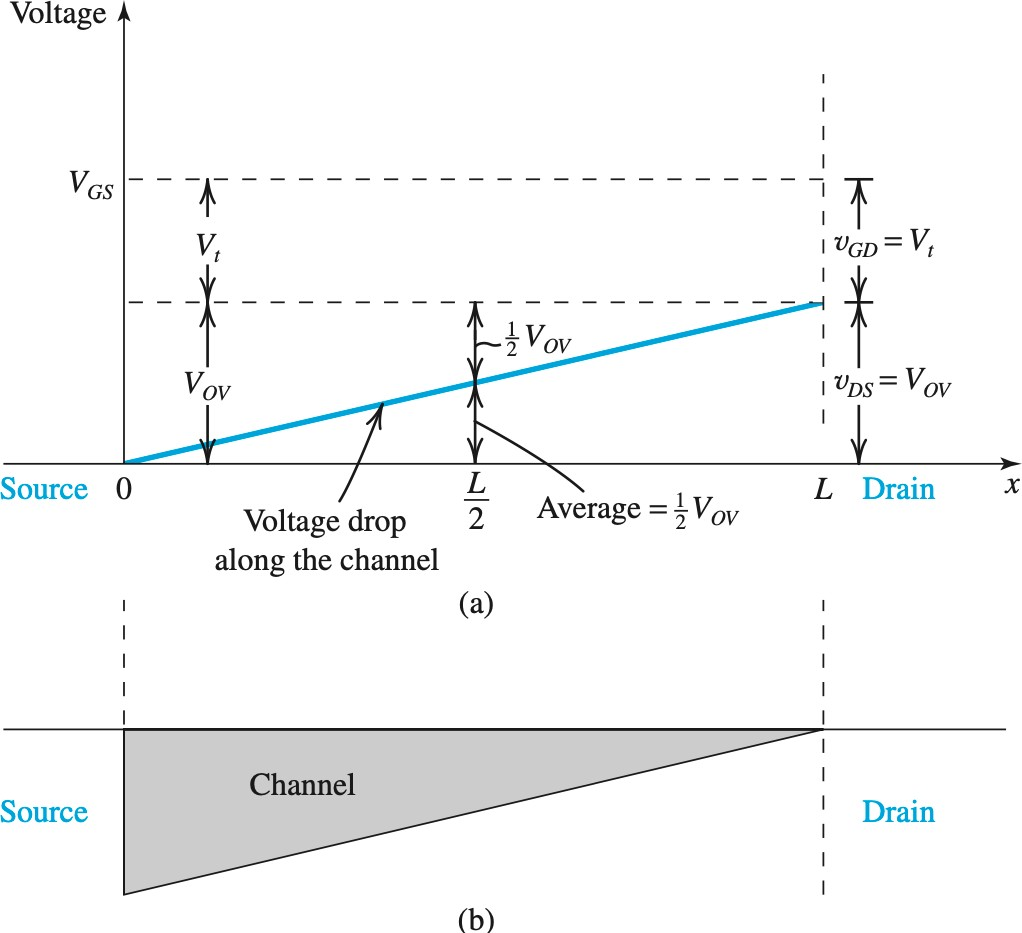 Voltage
V_GS
V_t
v_GD = V_t
½ V_OV
V_OV
v_DS = V_OV
Source
0
L/2
L
Drain
x
Average = ½ V_OV
Voltage drop
along the channel
(a)
Channel
Source
Drain
(b)